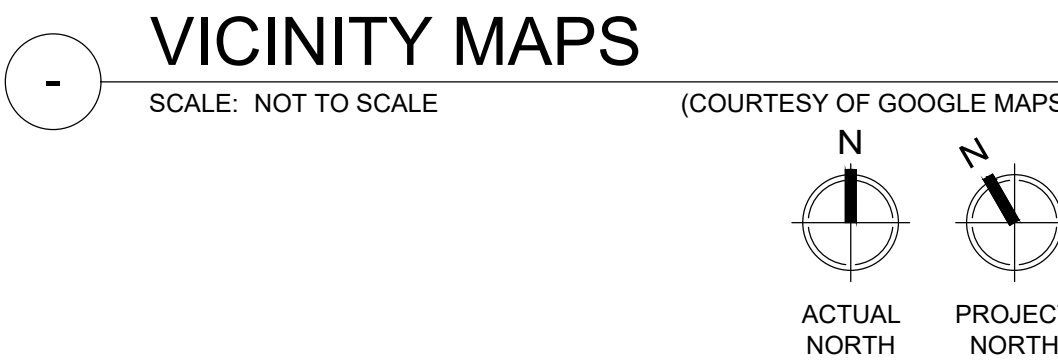 VICINITY MAPS
-
SCALE: NOT TO SCALE (COURTESY OF GOOGLE MAPS
N N
ACTUAL NORTH
PROJECT NORTH